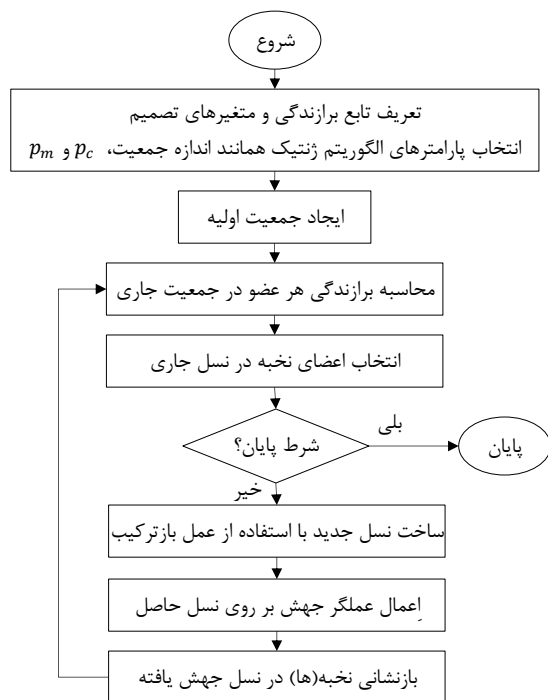 شروع
تعریف تابع برازندگی و متغیرهای تصمیم
انتخاب پارامترهای الگوریتم ژنتیک همانند اندازه جمعیت، p_c و p_m
ایجاد جمعیت اولیه
محاسبه برازندگی هر عضو در جمعیت جاری
انتخاب اعضای نخبه در نسل جاری
شرط پایان؟
بلی
پایان
خیر
ساخت نسل جدید با استفاده از عمل بازترکیب
اِعمال عملگر جهش بر روی نسل حاصل
بازنشانی نخبه(ها) در نسل جهش یافته